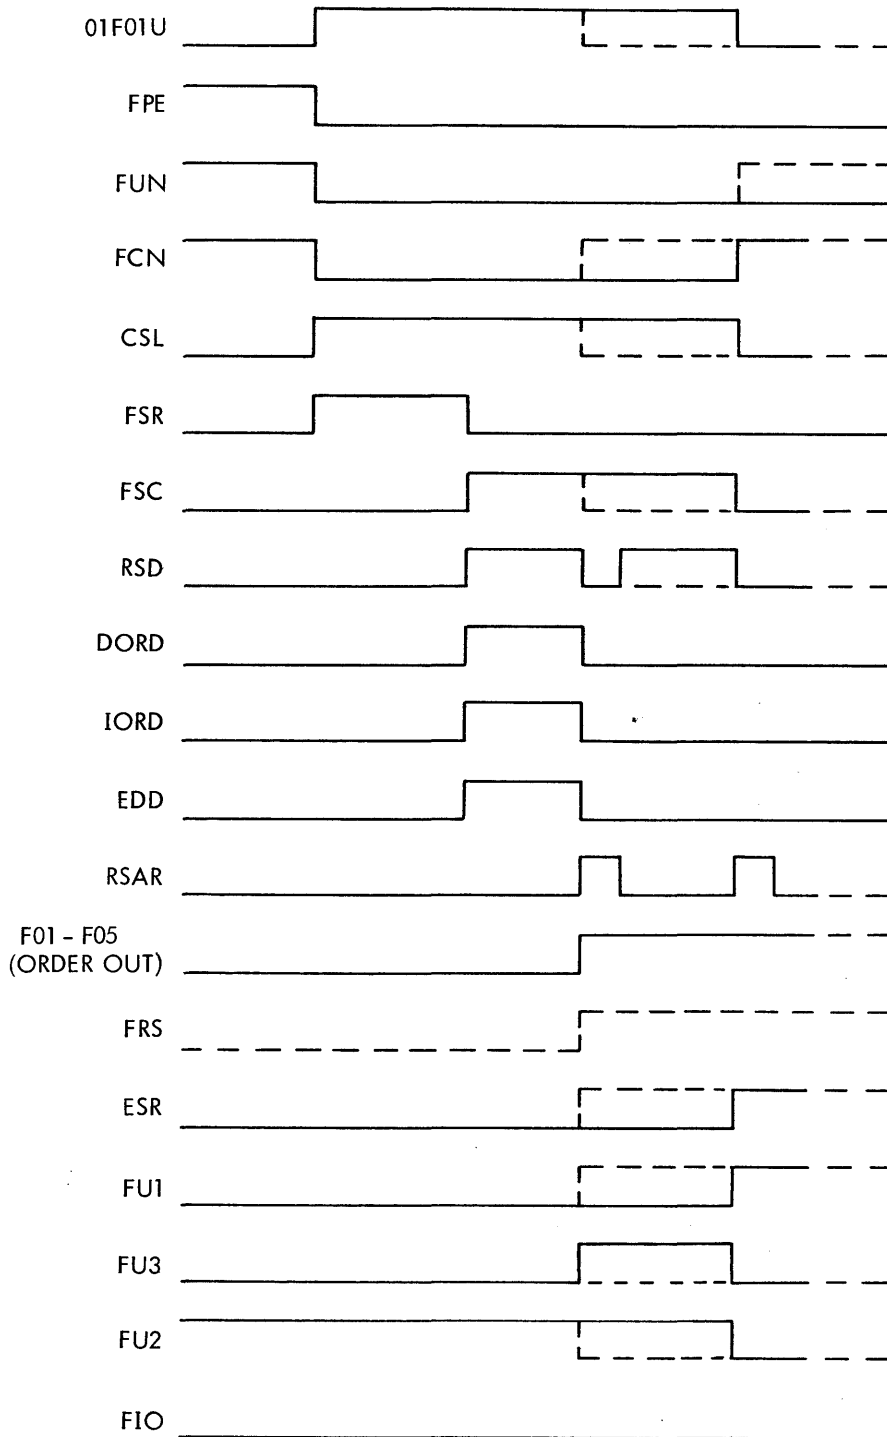 01F01U
FPE
FUN
FCN
CSL
FSR
FSC
RSD
DORD
IORD
EDD
RSAR
F01 - F05
(ORDER OUT)
FRS
ESR
FU1
FU3
FU2
FIO